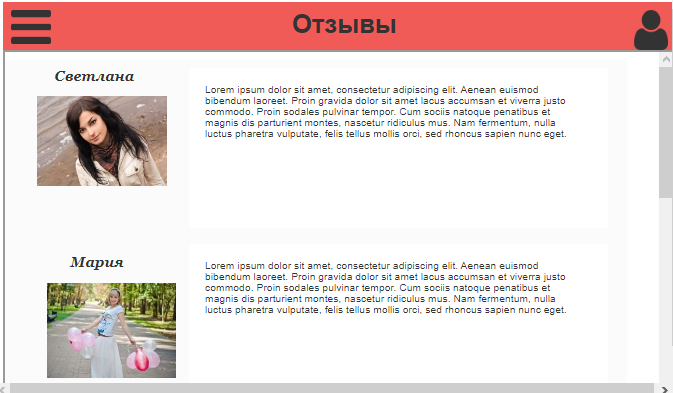 Отзывы
Светлана
Lorem ipsum dolor sit amet, consectetur adipiscing elit. Aenean euismod
bibendum laoreet. Proin gravida dolor sit amet lacus accumsan et viverra justo
commodo. Proin sodales pulvinar tempor. Cum sociis natoque penatibus et
magnis dis parturient montes, nascetur ridiculus mus. Nam fermentum, nulla
luctus pharetra vulputate, felis tellus mollis orci, sed rhoncus sapien nunc eget.
Мария
Lorem ipsum dolor sit amet, consectetur adipiscing elit. Aenean euismod
bibendum laoreet. Proin gravida dolor sit amet lacus accumsan et viverra justo
commodo. Proin sodales pulvinar tempor. Cum sociis natoque penatibus et
magnis dis parturient montes, nascetur ridiculus mus. Nam fermentum, nulla
luctus pharetra vulputate, felis tellus mollis orci, sed rhoncus sapien nunc eget.